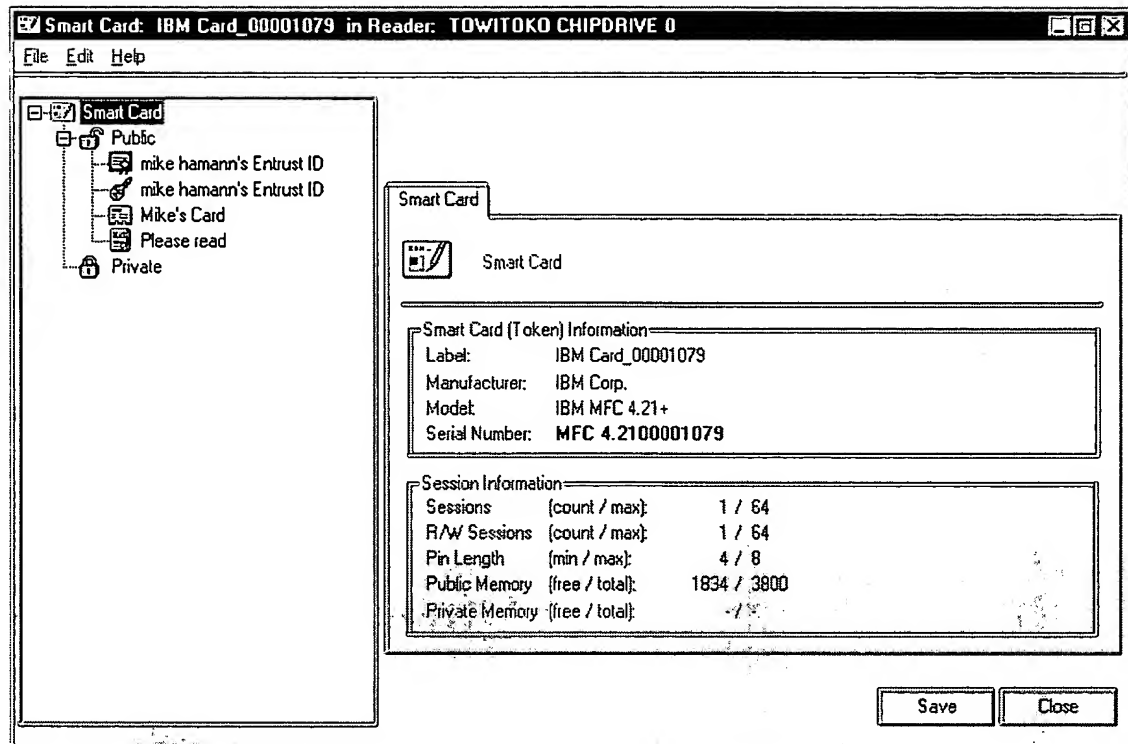 Smart Card: IBM Card_00001079 in Reader: TOWITOKO CHIPDRIVE 0
File Edit Help
Smart Card
Public
mike hamann's Entrust ID
mike hamann's Entrust ID
Mike's Card
Please read
Private
Smart Card
Smart Card
Smart Card (Token) Information
Label: IBM Card_00001079
Manufacturer: IBM Corp.
Model: IBM MFC 4.21+
Serial Number: MFC 4.2100001079
Session Information
Sessions (count / max): 1 / 64
R/W Sessions (count / max): 1 / 64
Pin Length (min / max): 4 / 8
Public Memory (free / total): 1834 / 3800
Private Memory (free / total): - / -
Save Close